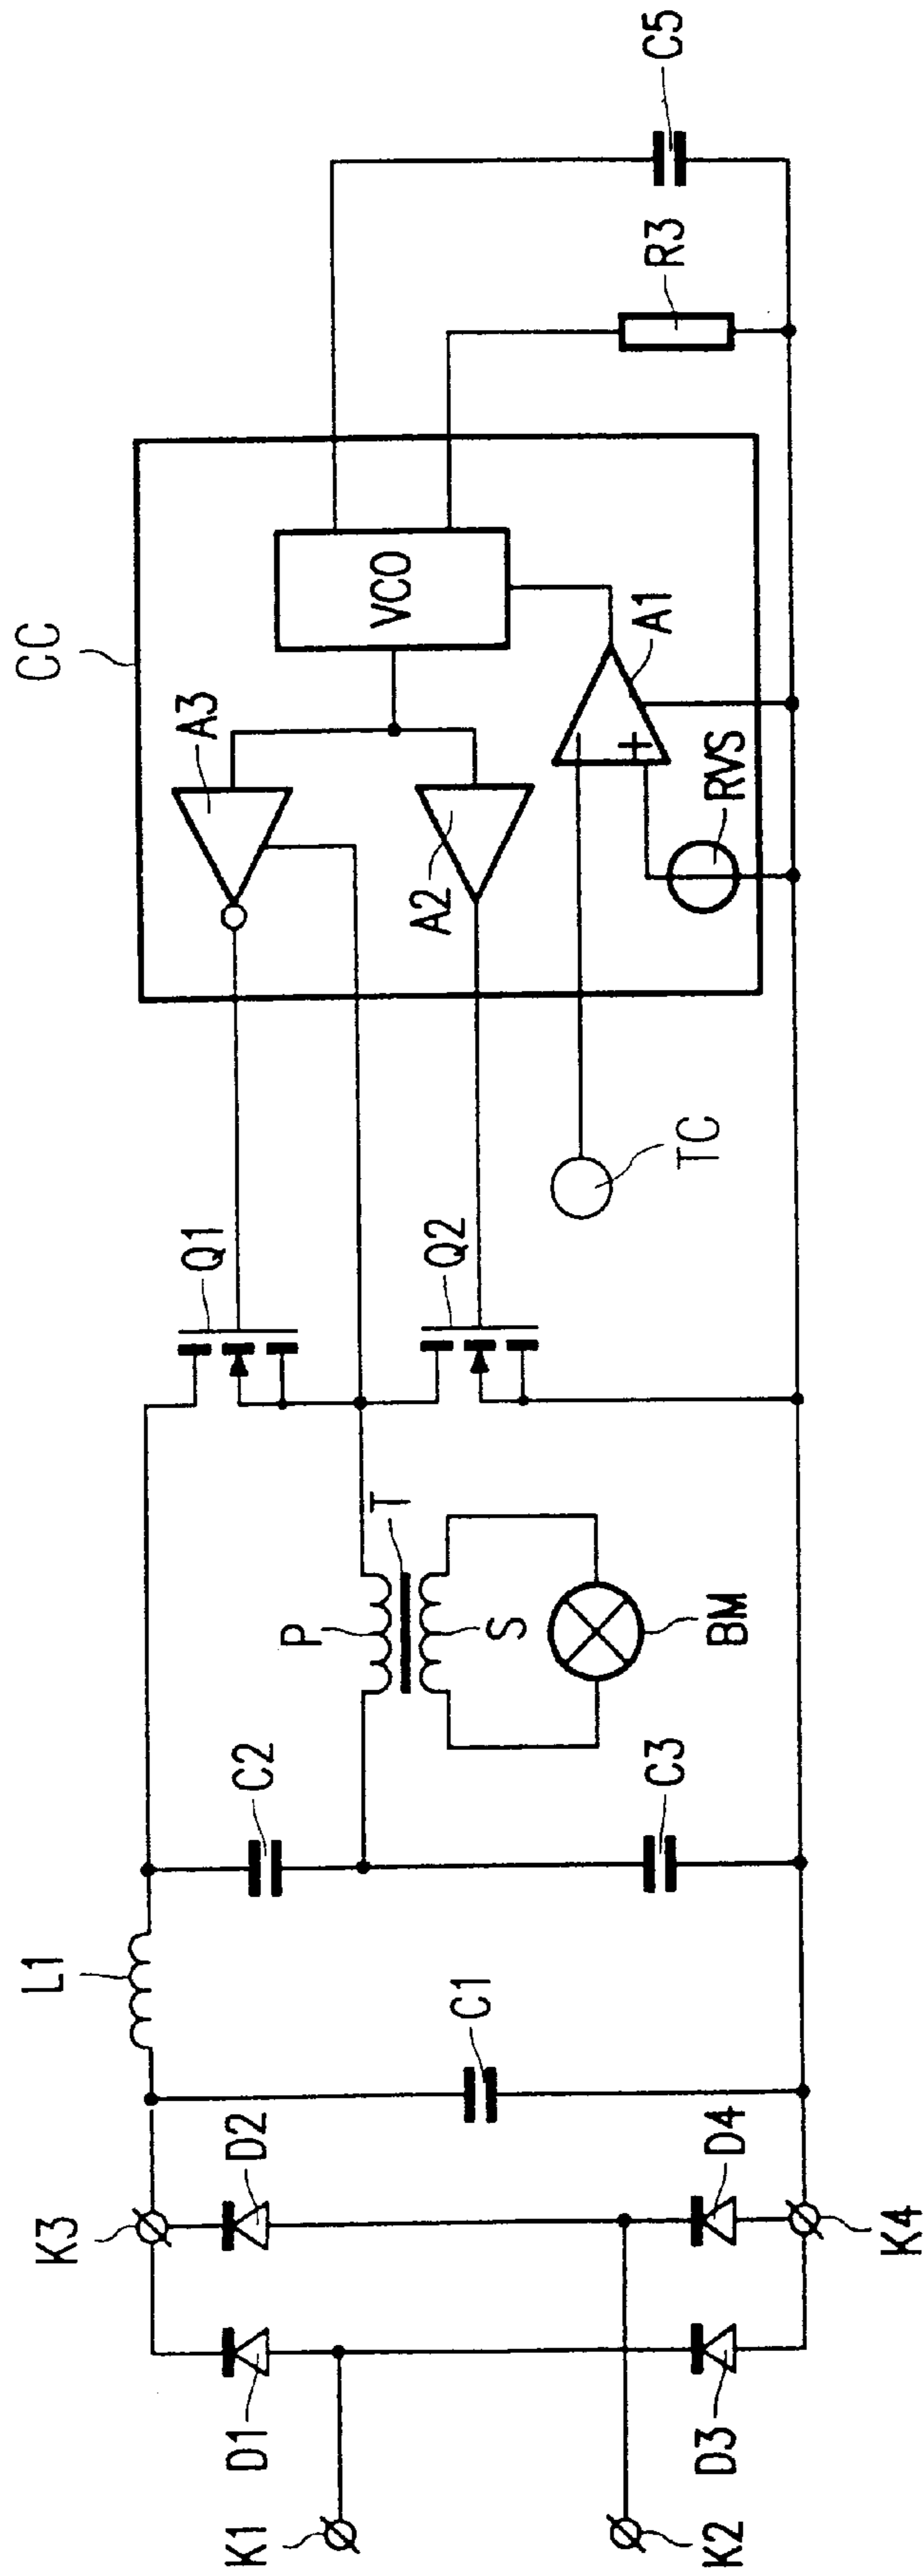 K1
K2
D1
D3
K3
D2
D4
K4
L1
C1
C2
C3
P
T
S
BM
Q1
Q2
TC
CC
A3
A2
VCO
A1
+
RVS
R3
C5